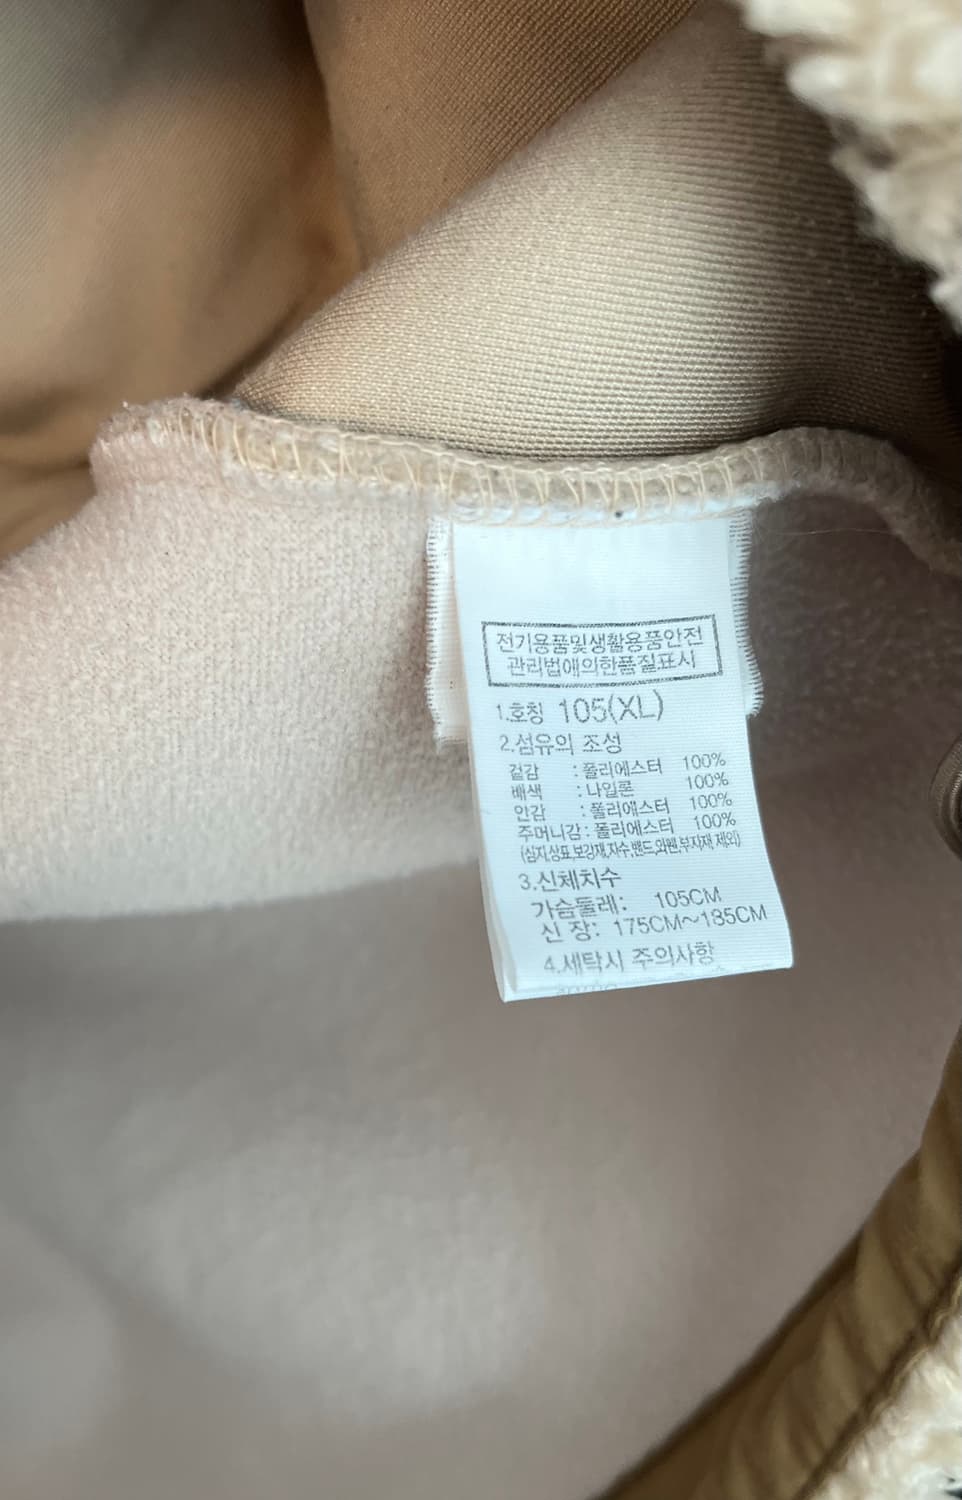 전기용품및생활용품안전
관리법에의한품질표시
1.호칭 105(XL)
2.섬유의 조성
겉감 : 폴리에스터 100%
배색 : 나일론 100%
안감 : 폴리에스터 100%
주머니감 : 폴리에스터 100%
(심지,상표,보강재,자수,밴드,와펜,부자재 제외)
3.신체치수
가슴둘레: 105CM
신 장: 175CM~185CM
4.세탁시 주의사항